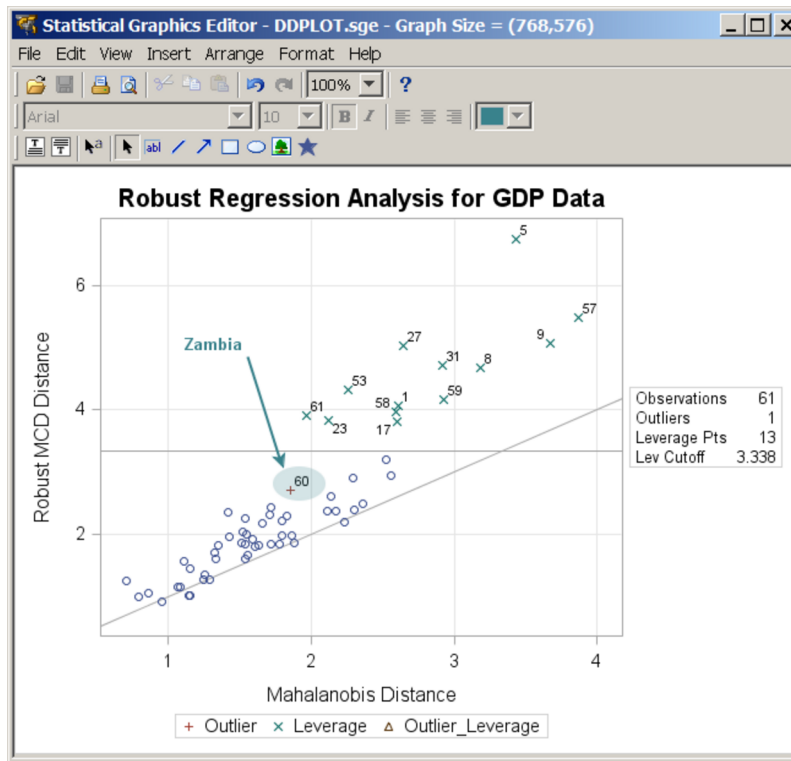 Statistical Graphics Editor - DDPLOT.sge - Graph Size = (768,576)
File Edit View Insert Arrange Format Help
100% ?
Arial 10 B I
a abl
Robust Regression Analysis for GDP Data
5
6
57
27
9
Zambia
31
8
53
58 1
59
4
61
23
17
Observations 61
Outliers 1
Leverage Pts 13
Lev Cutoff 3.338
60
2
Robust MCD Distance
1 2 3 4
Mahalanobis Distance
+ Outlier × Leverage △ Outlier_Leverage